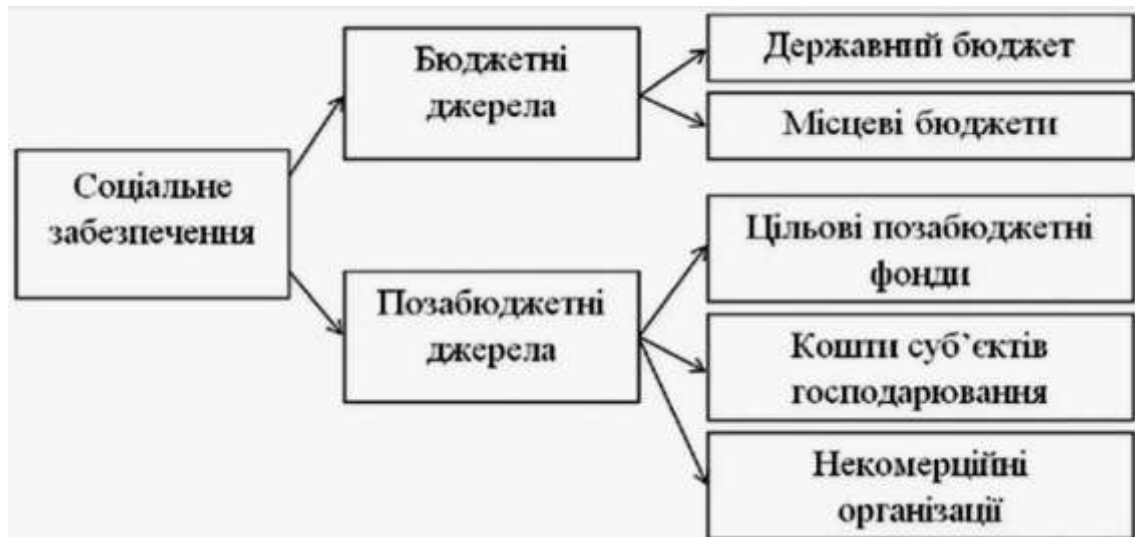 Соціальне
забезпечення
Бюджетні
джерела
Державний бюджет
Місцеві бюджети
Позабюджетні
джерела
Цільові позабюджетні
фонди
Кошти суб`єктів
господарювання
Некомерційні
організації